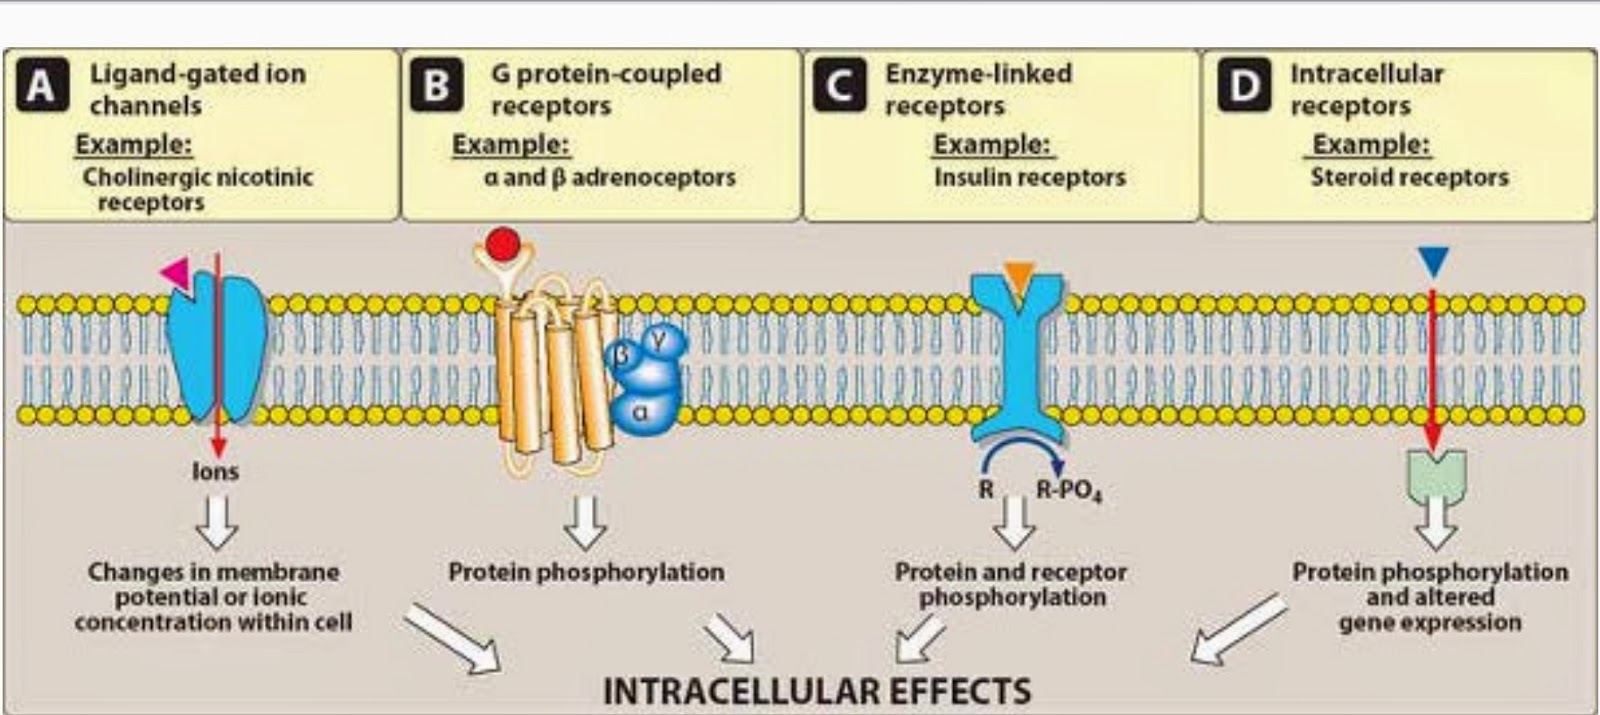 A
Ligand-gated ion
channels
Example:
Cholinergic nicotinic
receptors
B
G protein-coupled
receptors
Example:
α and β adrenoceptors
C
Enzyme-linked
receptors
Example:
Insulin receptors
D
Intracellular
receptors
Example:
Steroid receptors
β
γ
α
Ions
R
R-PO₄
Changes in membrane
potential or ionic
concentration within cell
Protein phosphorylation
Protein and receptor
phosphorylation
Protein phosphorylation
and altered
gene expression
INTRACELLULAR EFFECTS